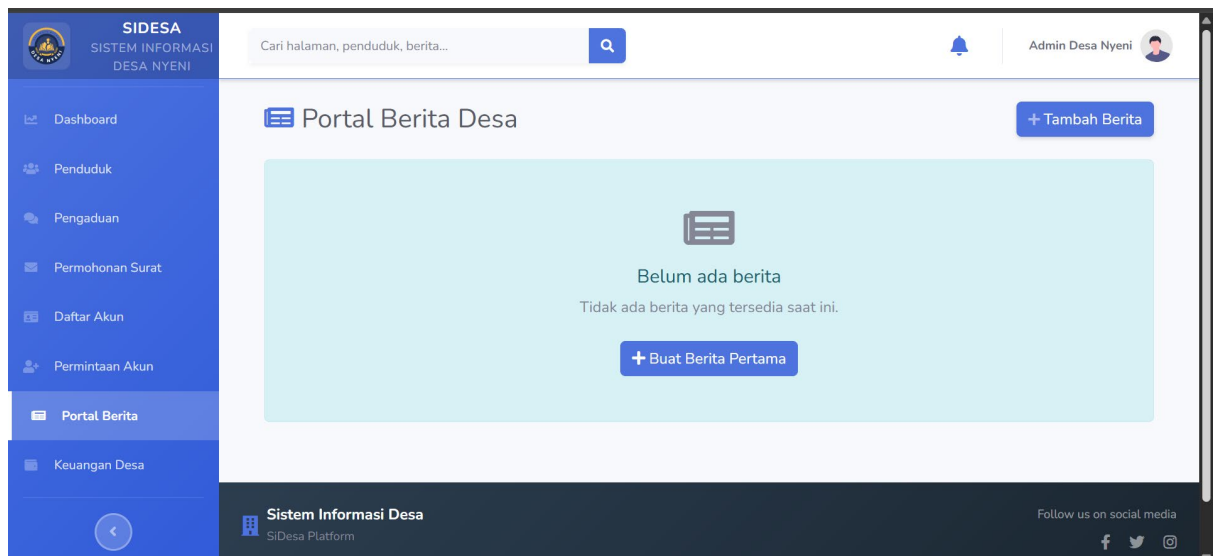 SIDESA
SISTEM INFORMASI
DESA NYENI
DESA NYENI
Cari halaman, penduduk, berita...
Admin Desa Nyeni
Dashboard
Penduduk
Pengaduan
Permohonan Surat
Daftar Akun
Permintaan Akun
Portal Berita
Keuangan Desa
Portal Berita Desa
+ Tambah Berita
Belum ada berita
Tidak ada berita yang tersedia saat ini.
+ Buat Berita Pertama
Sistem Informasi Desa
SiDesa Platform
Follow us on social media